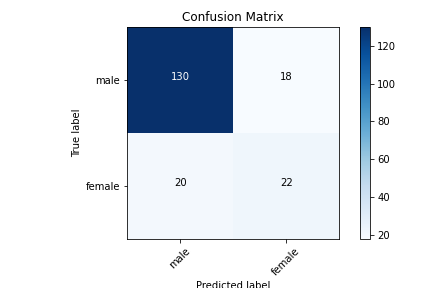 Confusion Matrix
120
130 18
male
100
True label
80
60
20 22
female
40
20
male
female
Predicted label